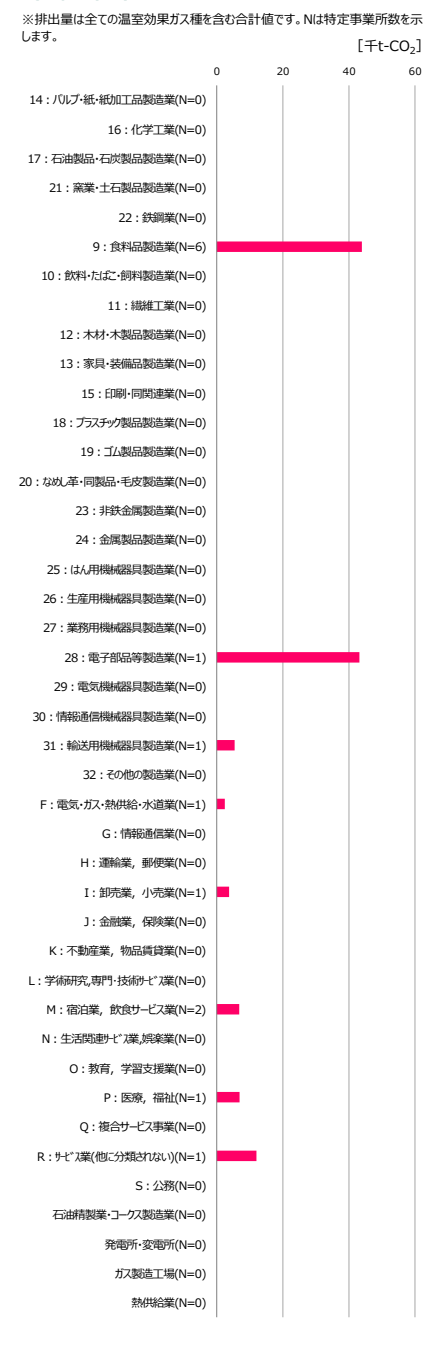 ※排出量は全ての温室効果ガス種を含む合計値です。Nは特定事業所数を示
します。
[千t-CO₂]
0 20 40 60
14：パルプ・紙・紙加工品製造業(N=0)
16：化学工業(N=0)
17：石油製品・石炭製品製造業(N=0)
21：窯業・土石製品製造業(N=0)
22：鉄鋼業(N=0)
9：食料品製造業(N=6)
10：飲料・たばこ・飼料製造業(N=0)
11：繊維工業(N=0)
12：木材・木製品製造業(N=0)
13：家具・装備品製造業(N=0)
15：印刷・同関連業(N=0)
18：プラスチック製品製造業(N=0)
19：ゴム製品製造業(N=0)
20：なめし革・同製品・毛皮製造業(N=0)
23：非鉄金属製造業(N=0)
24：金属製品製造業(N=0)
25：はん用機械器具製造業(N=0)
26：生産用機械器具製造業(N=0)
27：業務用機械器具製造業(N=0)
28：電子部品等製造業(N=1)
29：電気機械器具製造業(N=0)
30：情報通信機械器具製造業(N=0)
31：輸送用機械器具製造業(N=1)
32：その他の製造業(N=0)
F：電気・ガス・熱供給・水道業(N=1)
G：情報通信業(N=0)
H：運輸業，郵便業(N=0)
I：卸売業，小売業(N=1)
J：金融業，保険業(N=0)
K：不動産業，物品賃貸業(N=0)
L：学術研究,専門・技術ｻｰﾋﾞｽ業(N=0)
M：宿泊業，飲食サービス業(N=2)
N：生活関連ｻｰﾋﾞｽ業,娯楽業(N=0)
O：教育，学習支援業(N=0)
P：医療，福祉(N=1)
Q：複合サービス事業(N=0)
R：ｻｰﾋﾞｽ業(他に分類されない)(N=1)
S：公務(N=0)
石油精製業・コークス製造業(N=0)
発電所・変電所(N=0)
ガス製造工場(N=0)
熱供給業(N=0)